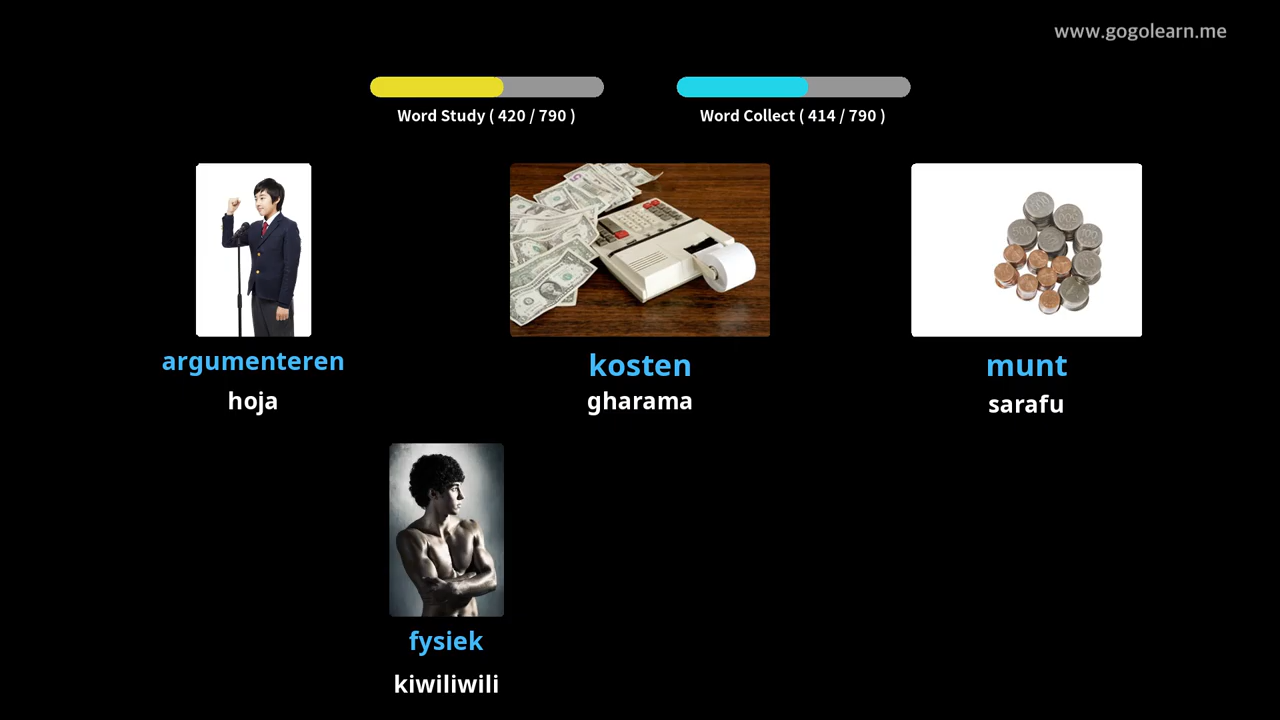 www.gogolearn.me
Word Study ( 420 / 790 )
Word Collect ( 414 / 790 )
argumenteren
hoja
kosten
gharama
munt
sarafu
fysiek
kiwiliwili